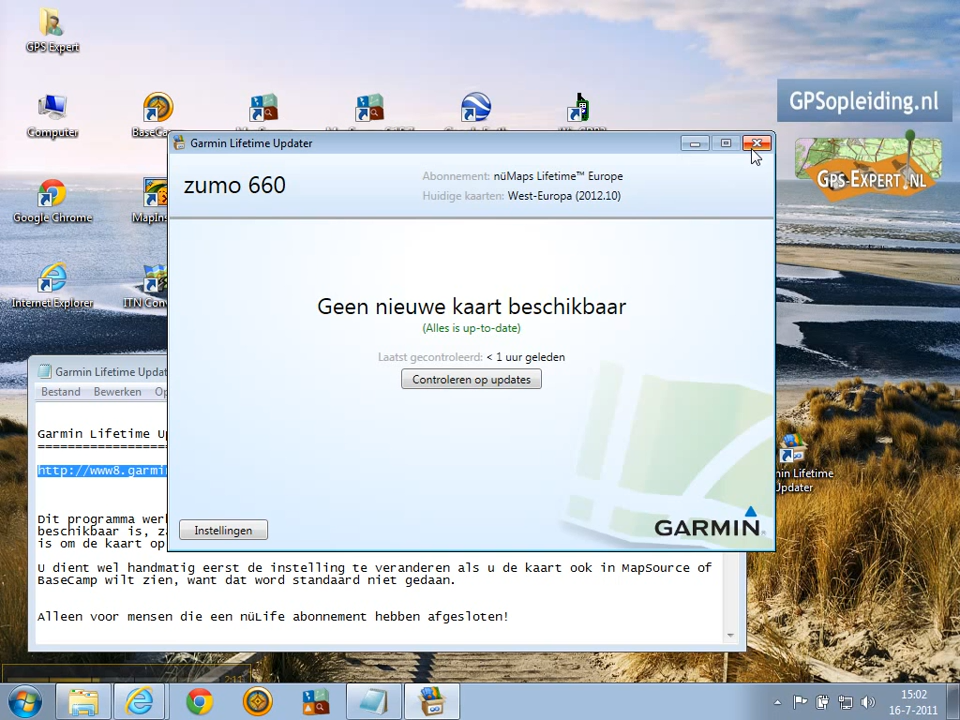 GPS Expert
GPSopleiding.nl
Computer
BaseCa
GPS-EXPERT.NL
Garmin Lifetime Updater
zumo 660
Abonnement: nüMaps Lifetime™ Europe
Huidige kaarten: West-Europa (2012.10)
Google Chrome
MapIns
Geen nieuwe kaart beschikbaar
(Alles is up-to-date)
Internet Explorer
ITN Conv
Laatst gecontroleerd: < 1 uur geleden
Controleren op updates
Garmin Lifetime Updat
Bestand Bewerken Op
Garmin Lifetime Up
==================
http://www8.garmin
min Lifetime
Updater
Dit programma werk
beschikbaar is, za
is om de kaart op
Instellingen
GARMIN
U dient wel handmatig eerst de instelling te veranderen als u de kaart ook in MapSource of
BaseCamp wilt zien, want dat word standaard niet gedaan.
Alleen voor mensen die een nüLife abonnement hebben afgesloten!
15:02
16-7-2011